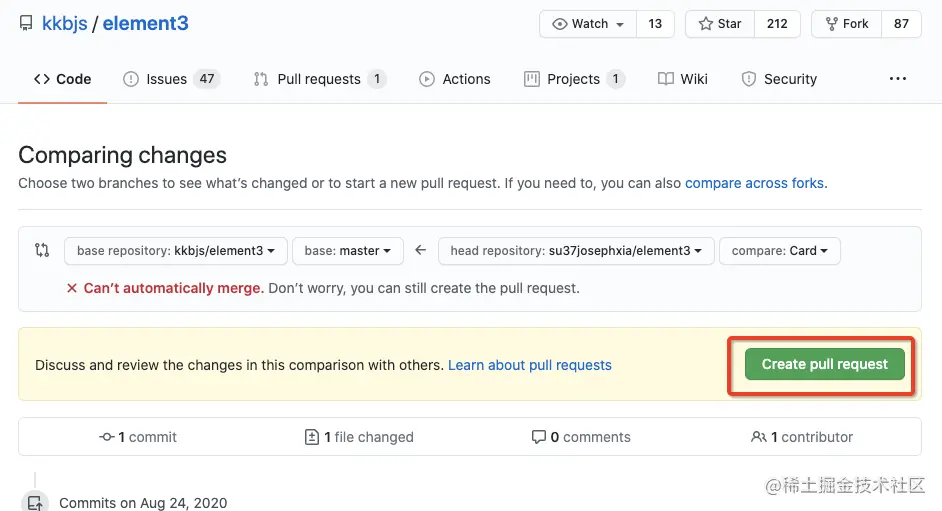 kkbjs / element3 Watch 13 Star 212 Fork 87
Code Issues 47 Pull requests 1 Actions Projects 1 Wiki Security ...
Comparing changes
Choose two branches to see what's changed or to start a new pull request. If you need to, you can also compare across forks.
base repository: kkbjs/element3 base: master ← head repository: su37josephxia/element3 compare: Card
✕ Can't automatically merge. Don't worry, you can still create the pull request.
Discuss and review the changes in this comparison with others. Learn about pull requests Create pull request
1 commit 1 file changed 0 comments 1 contributor
Commits on Aug 24, 2020
@稀土掘金技术社区